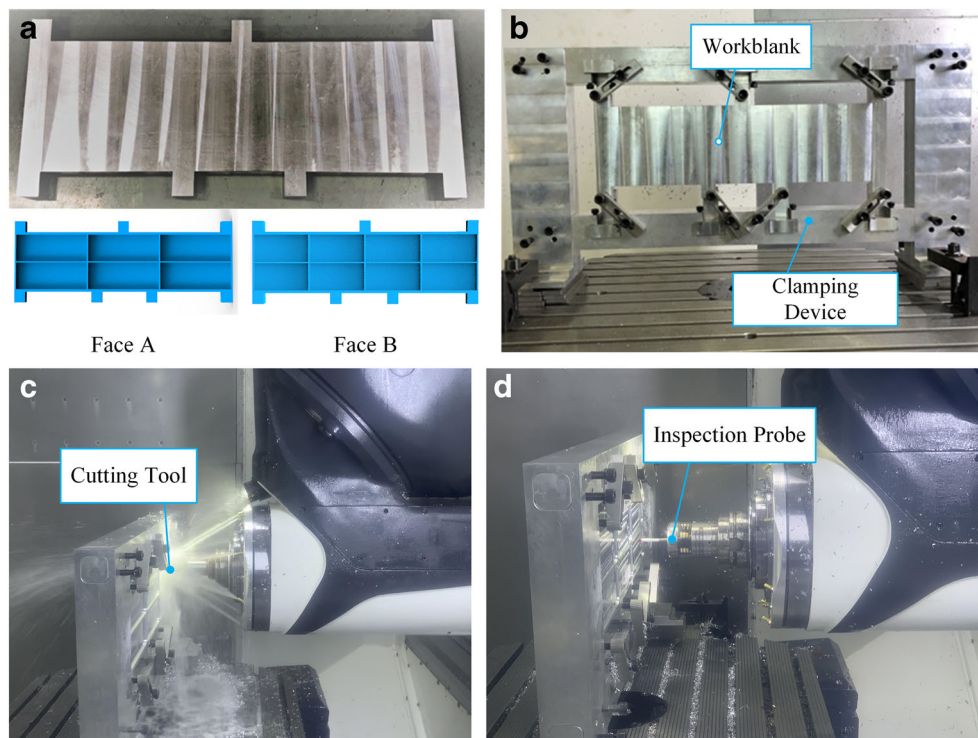 a
b
Workblank
Clamping
Device
Face A
Face B
c
d
Cutting Tool
Inspection Probe